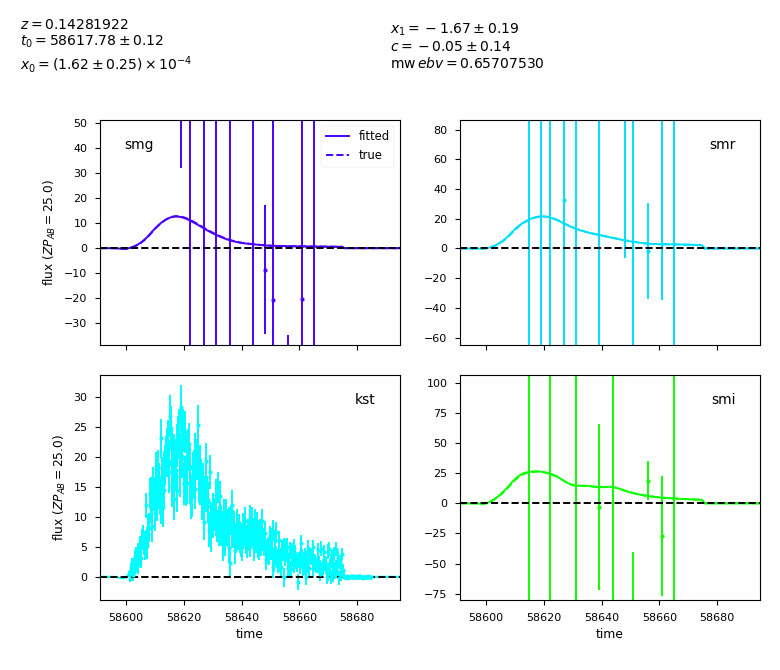 z = 0.14281922
t₀ = 58617.78 ± 0.12
x₀ = (1.62 ± 0.25) × 10⁻⁴
x₁ = −1.67 ± 0.19
c = −0.05 ± 0.14
mw ebv = 0.65707530
smg
fitted
true
flux (ZP_AB = 25.0)
50
40
30
20
10
0
−10
−20
−30
smr
80
60
40
20
0
−20
−40
−60
kst
flux (ZP_AB = 25.0)
30
25
20
15
10
5
0
58600 58620 58640 58660 58680
time
smi
100
75
50
25
0
−25
−50
−75
58600 58620 58640 58660 58680
time